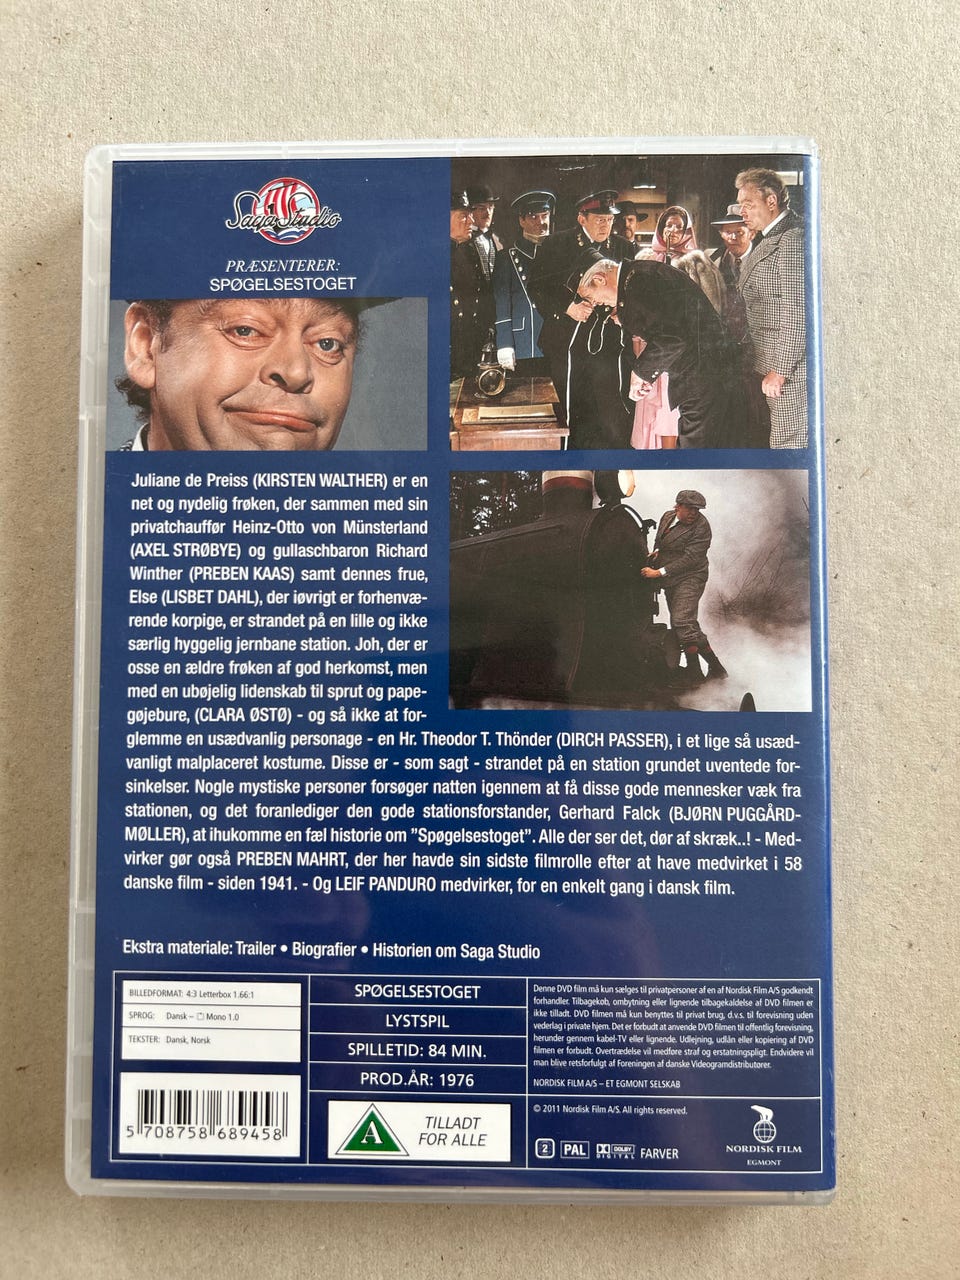 Saga Studio
PRÆSENTERER:
SPØGELSESTOGET
Juliane de Preiss (KIRSTEN WALTHER) er en
net og nydelig frøken, der sammen med sin
privatchauffør Heinz-Otto von Münsterland
(AXEL STRØBYE) og gullaschbaron Richard
Winther (PREBEN KAAS) samt dennes frue,
Else (LISBET DAHL), der iøvrigt er forhenvæ-
rende korpige, er strandet på en lille og ikke
særlig hyggelig jernbane station. Joh, der er
osse en ældre frøken af god herkomst, men
med en ubøjelig lidenskab til sprut og pape-
gøjebure, (CLARA ØSTØ) - og så ikke at for-
glemme en usædvanlig personage - en Hr. Theodor T. Thönder (DIRCH PASSER), i et lige så usæd-
vanligt malplaceret kostume. Disse er - som sagt - strandet på en station grundet uventede for-
sinkelser. Nogle mystiske personer forsøger natten igennem at få disse gode mennesker væk fra
stationen, og det foranlediger den gode stationsforstander, Gerhard Falck (BJØRN PUGGÅRD-
MØLLER), at ihukomme en fæl historie om "Spøgelsestoget". Alle der ser det, dør af skræk..! - Med-
virker gør også PREBEN MAHRT, der her havde sin sidste filmrolle efter at have medvirket i 58
danske film - siden 1941. - Og LEIF PANDURO medvirker, for en enkelt gang i dansk film.
Ekstra materiale: Trailer • Biografier • Historien om Saga Studio
BILLEDFORMAT: 4:3 Letterbox 1.66:1
SPROG: Dansk – Mono 1.0
TEKSTER: Dansk, Norsk
5 708758 689458
SPØGELSESTOGET
LYSTSPIL
SPILLETID: 84 MIN.
PROD.ÅR: 1976
A
TILLADT
FOR ALLE
Denne DVD film må kun sælges til privatpersoner af en af Nordisk Film A/S godkendt
forhandler. Tilbagekøb, ombytning eller lignende tilbagekaldelse af DVD filmen er
ikke tilladt. DVD filmen må kun benyttes til privat brug, d.v.s. til forevisning uden
vederlag i private hjem. Det er forbudt at anvende DVD filmen til offentlig forevisning,
herunder gennem kabel-TV eller lignende. Udlejning, udlån eller kopiering af DVD
filmen er forbudt. Overtrædelse vil medføre straf og erstatningspligt. Endvidere vil
man blive retsforfulgt af Foreningen af danske Videogramdistributører.
NORDISK FILM A/S – ET EGMONT SELSKAB
© 2011 Nordisk Film A/S. All rights reserved.
2 PAL DOLBY DIGITAL FARVER
NORDISK FILM
EGMONT